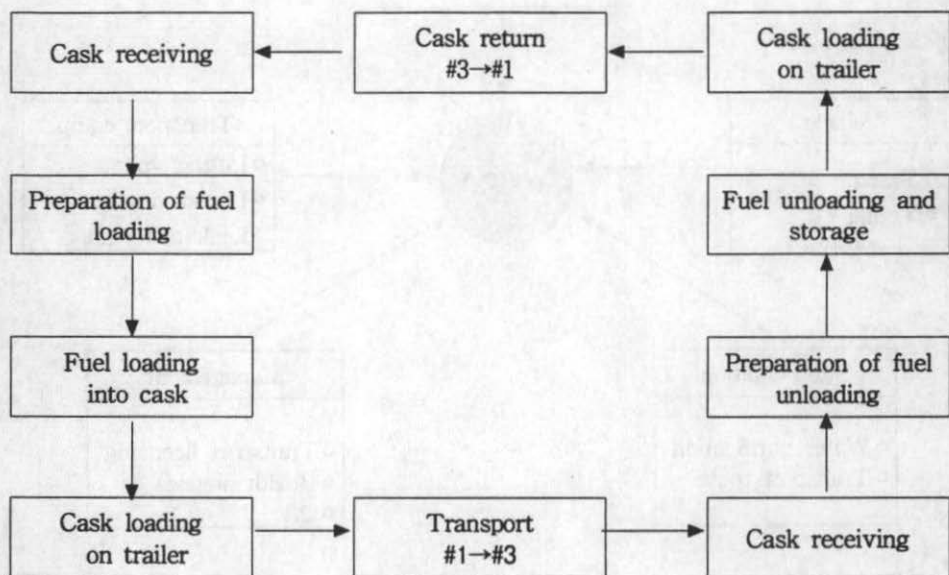 Cask receiving
Cask return
#3→#1
Cask loading
on trailer
Preparation of fuel
loading
Fuel unloading and
storage
Fuel loading
into cask
Preparation of fuel
unloading
Cask loading
on trailer
Transport
#1→#3
Cask receiving